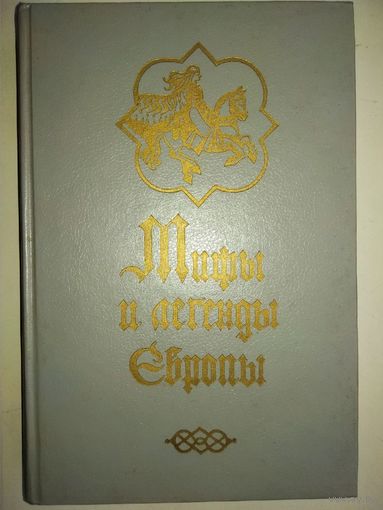 Мифы
и легенды
Европы